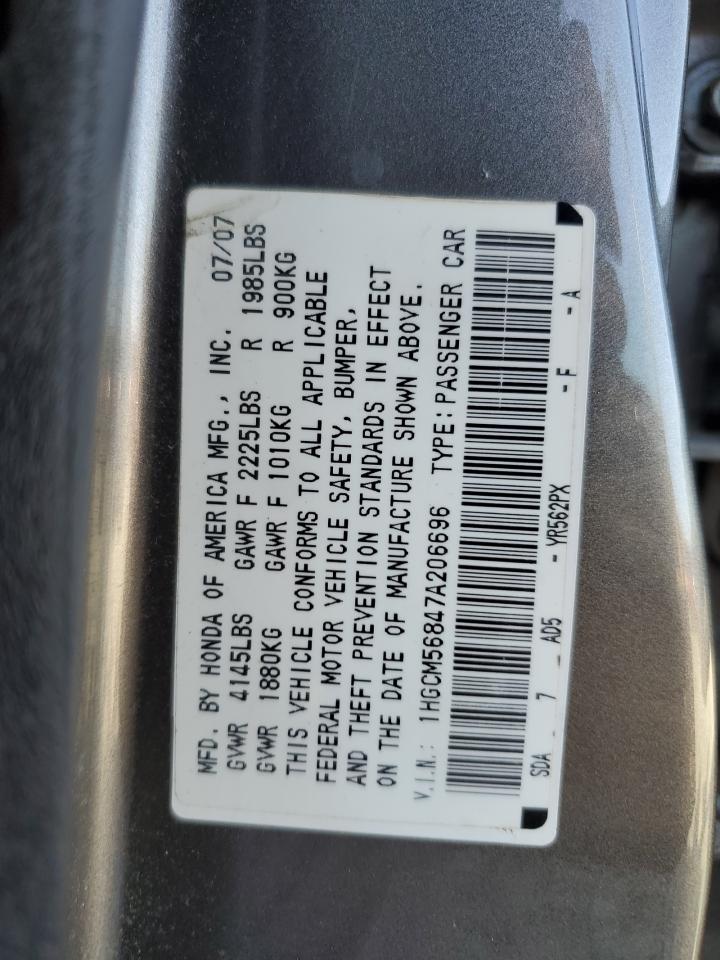 MFD. BY HONDA OF AMERICA MFG., INC. 07/07
GVWR 4145LBS GAWR F 2225LBS R 1985LBS
GVWR 1880KG GAWR F 1010KG R 900KG
THIS VEHICLE CONFORMS TO ALL APPLICABLE
FEDERAL MOTOR VEHICLE SAFETY, BUMPER,
AND THEFT PREVENTION STANDARDS IN EFFECT
ON THE DATE OF MANUFACTURE SHOWN ABOVE.
V.I.N.: 1HGCM56847A206696 TYPE: PASSENGER CAR
SDA - 7 - AD5 - YR562PX - F - A